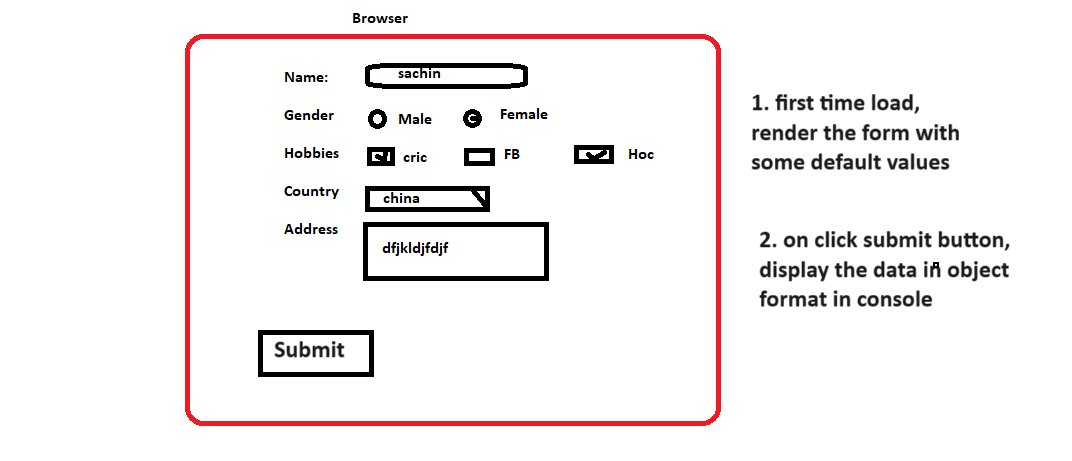 Browser
Name: sachin
Gender Male Female
Hobbies cric FB Hoc
Country china
Address dfjkldjfdjf
Submit
1. first time load,
render the form with
some default values
2. on click submit button,
display the data in object
format in console